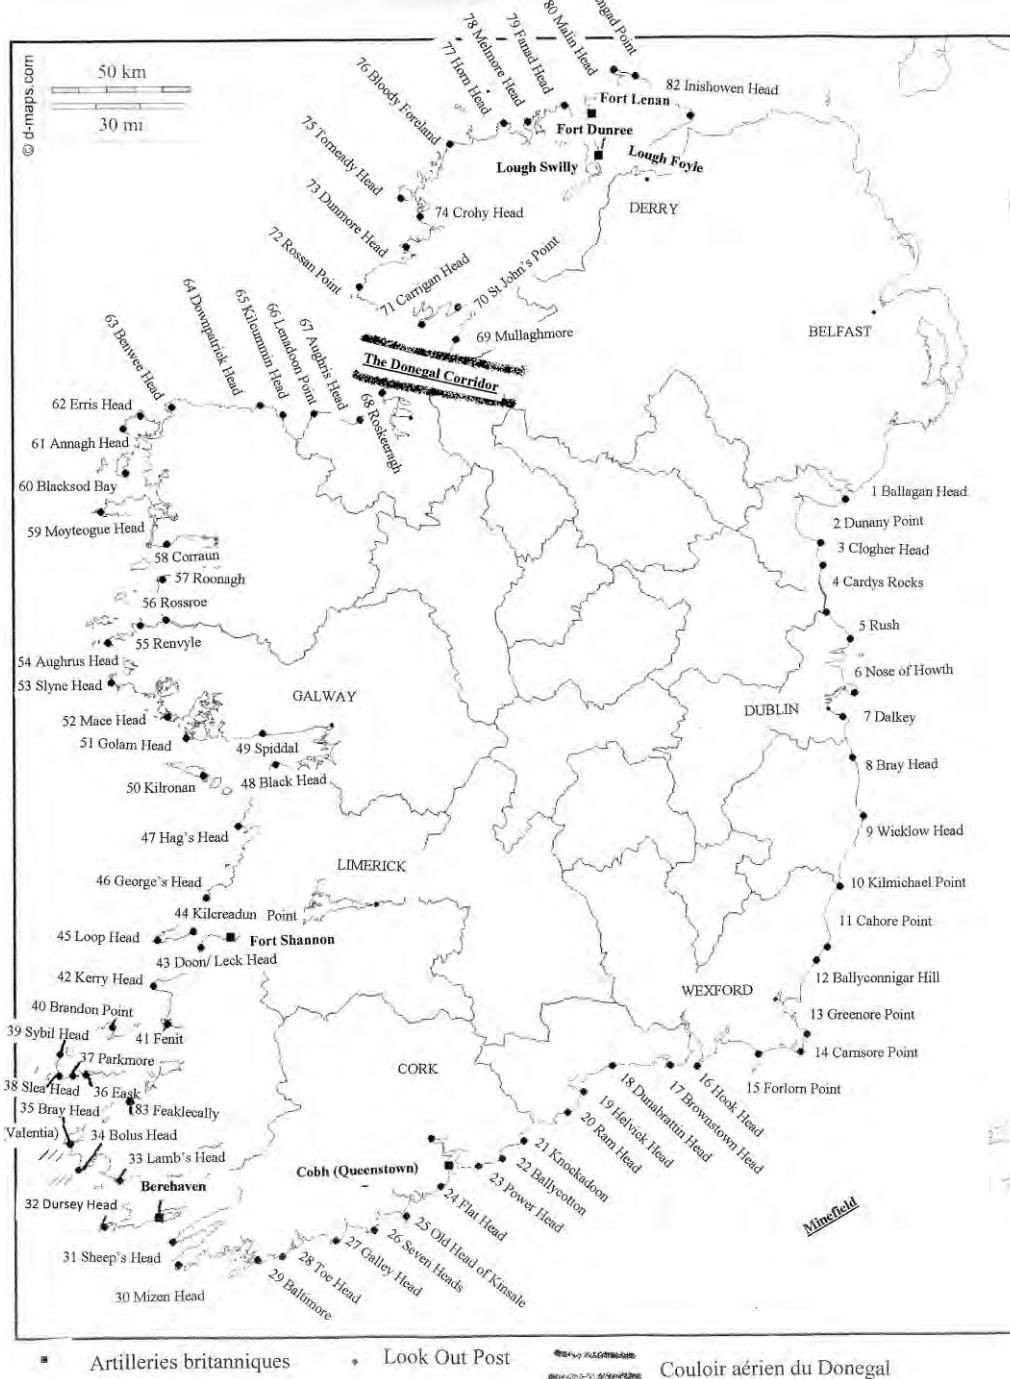 © d-maps.com
50 km
30 mi
76 Bloody Foreland
77 Horn Head
78 Melmore Head
79 Fanad Head
80 Malin Head
Point
82 Inishowen Head
Fort Lenan
Fort Dunree
Lough Swilly
Lough Foyle
DERRY
75 Torneady Head
74 Crohy Head
73 Dunmore Head
72 Rossan Point
71 Carrigan Head
70 St John's Point
69 Mullaghmore
BELFAST
The Donegal Corridor
63 Benwee Head
64 Downpatrick Head
65 Kilcummin Head
66 Lenadoon Point
67 Aughris Head
68 Roskeeragh
62 Erris Head
61 Annagh Head
60 Blacksod Bay
59 Moyteogue Head
58 Corraun
57 Roonagh
56 Rossroe
55 Renvyle
54 Aughrus Head
53 Slyne Head
52 Mace Head
51 Golam Head
GALWAY
49 Spiddal
50 Kilronan
48 Black Head
47 Hag's Head
46 George's Head
LIMERICK
44 Kilcreadun Point
45 Loop Head
Fort Shannon
43 Doon/ Leck Head
42 Kerry Head
40 Brandon Point
41 Fenit
39 Sybil Head
37 Parkmore
38 Slea Head
36 Eask
35 Bray Head
83 Feaklecally
(Valentia)
34 Bolus Head
33 Lamb's Head
Berehaven
32 Dursey Head
31 Sheep's Head
30 Mizen Head
1 Ballagan Head
2 Dunany Point
3 Clogher Head
4 Cardys Rocks
5 Rush
6 Nose of Howth
DUBLIN
7 Dalkey
8 Bray Head
9 Wicklow Head
10 Kilmichael Point
11 Cahore Point
12 Ballyconnigar Hill
WEXFORD
13 Greenore Point
14 Carnsore Point
15 Forlorn Point
16 Hook Head
17 Brownstown Head
18 Dunabrattin Head
19 Helvick Head
20 Ram Head
21 Knockadoon
22 Ballycotton
23 Power Head
24 Flat Head
25 Old Head of Kinsale
26 Seven Heads
27 Galley Head
28 Toe Head
29 Baltimore
CORK
Cobh (Queenstown)
Minefield
Artilleries britanniques
Look Out Post
Couloir aérien du Donegal